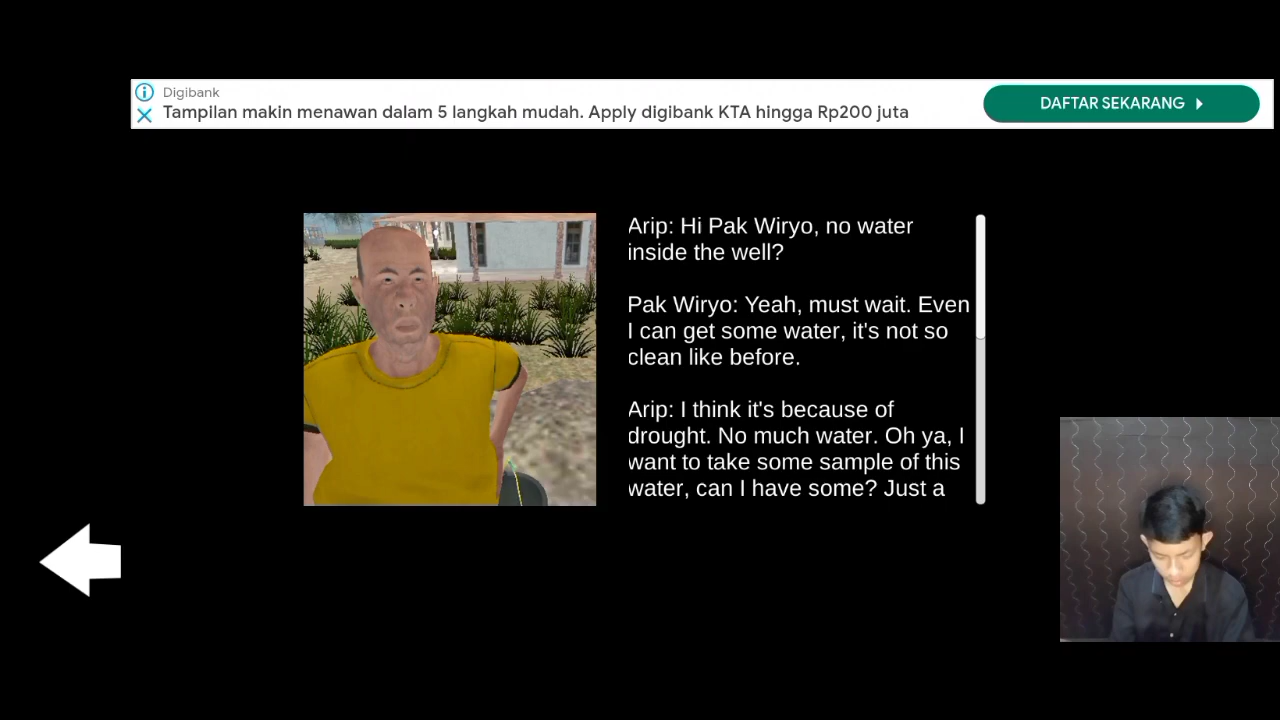 Digibank
Tampilan makin menawan dalam 5 langkah mudah. Apply digibank KTA hingga Rp200 juta
DAFTAR SEKARANG
Arip: Hi Pak Wiryo, no water
inside the well?
Pak Wiryo: Yeah, must wait. Even
I can get some water, it's not so
clean like before.
Arip: I think it's because of
drought. No much water. Oh ya, I
want to take some sample of this
water, can I have some? Just a